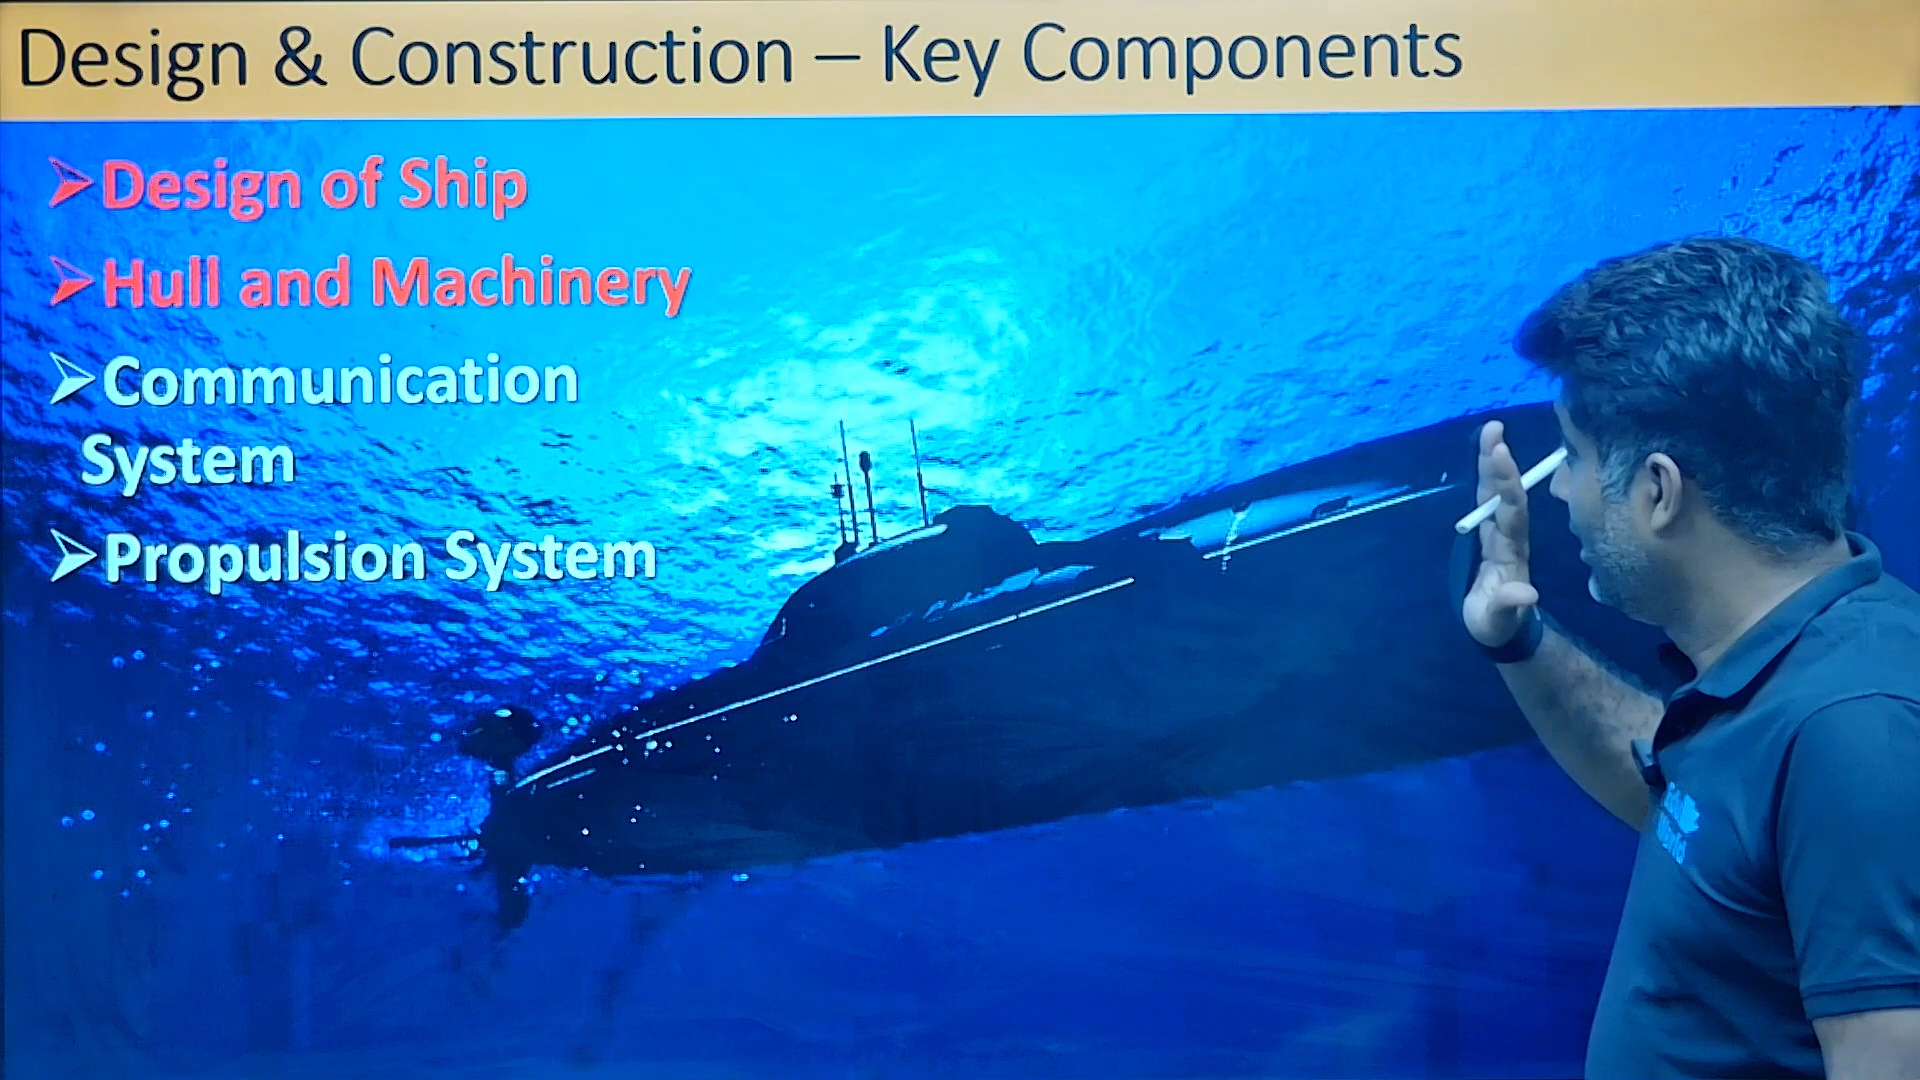 Design & Construction – Key Components
➢Design of Ship
➢Hull and Machinery
➢Communication
System
➢Propulsion System